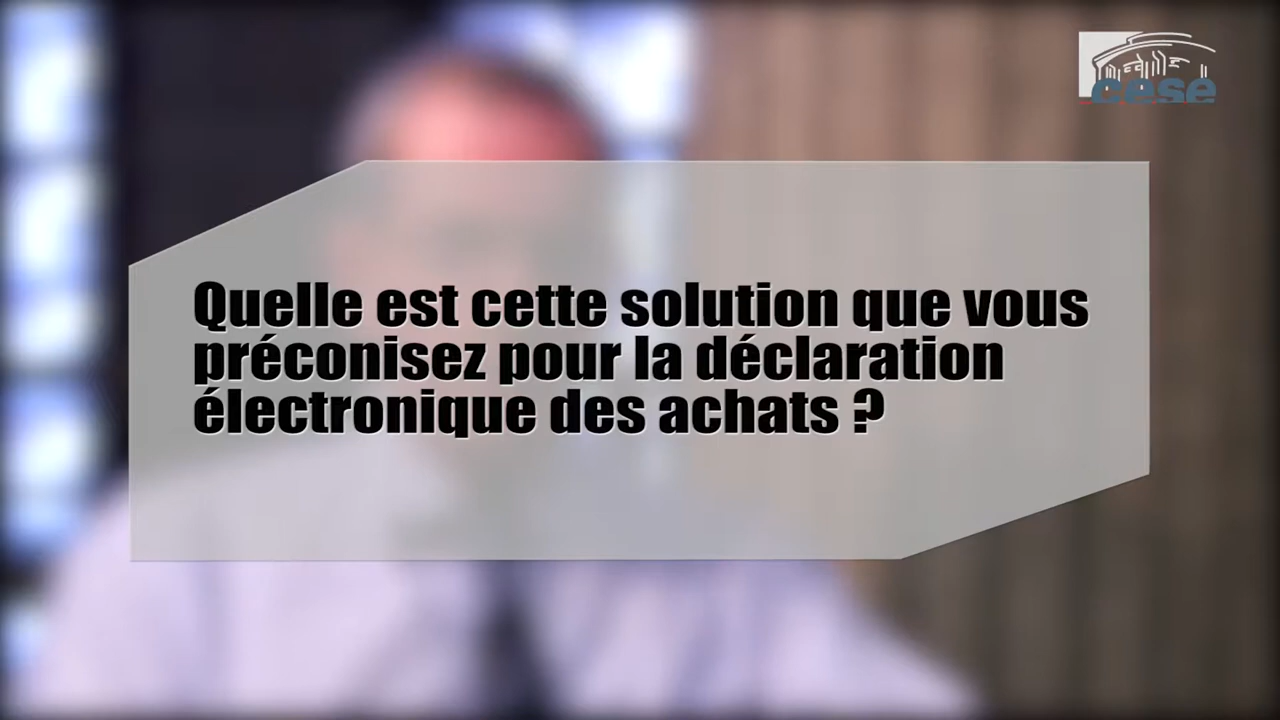 cese
Quelle est cette solution que vous
préconisez pour la déclaration
électronique des achats ?